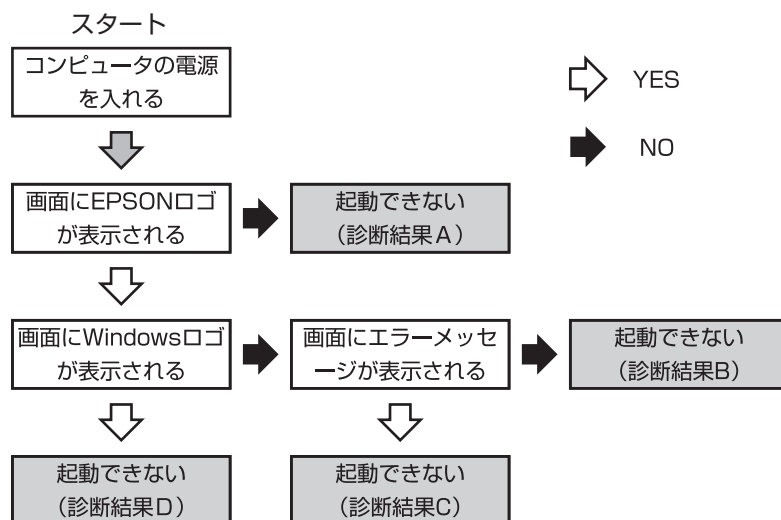 スタート
コンピュータの電源
を入れる
YES
NO
画面にEPSONロゴ
が表示される
起動できない
(診断結果A)
画面にWindowsロゴ
が表示される
画面にエラーメッセ
ージが表示される
起動できない
(診断結果B)
起動できない
(診断結果D)
起動できない
(診断結果C)